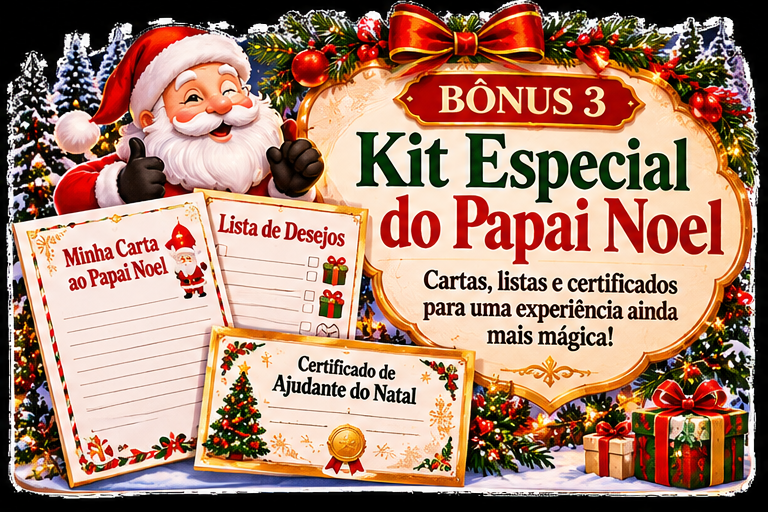 BÔNUS 3
Kit Especial
do Papai Noel
Cartas, listas e certificados
para uma experiência ainda
mais mágica!
Minha Carta
ao Papai Noel
Lista de Desejos
Certificado de
Ajudante do Natal